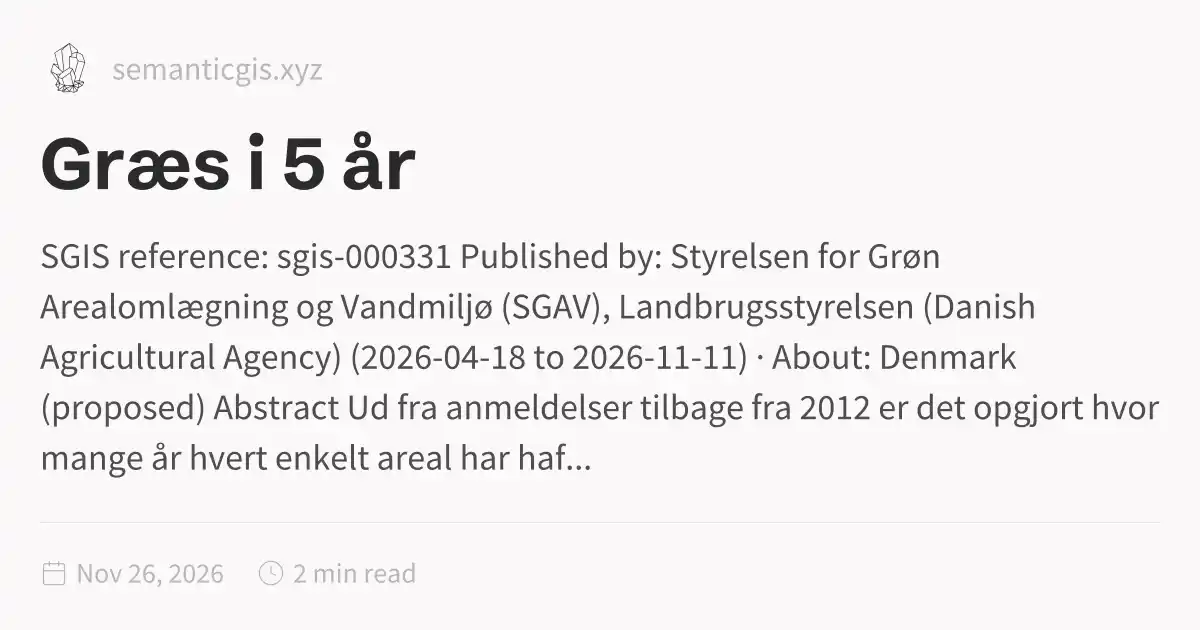 semanticgis.xyz
Græs i 5 år
SGIS reference: sgis-000331 Published by: Styrelsen for Grøn
Arealomlægning og Vandmiljø (SGAV), Landbrugsstyrelsen (Danish
Agricultural Agency) (2026-04-18 to 2026-11-11) · About: Denmark
(proposed) Abstract Ud fra anmeldelser tilbage fra 2012 er det opgjort hvor
mange år hvert enkelt areal har haf...
Nov 26, 2026 2 min read